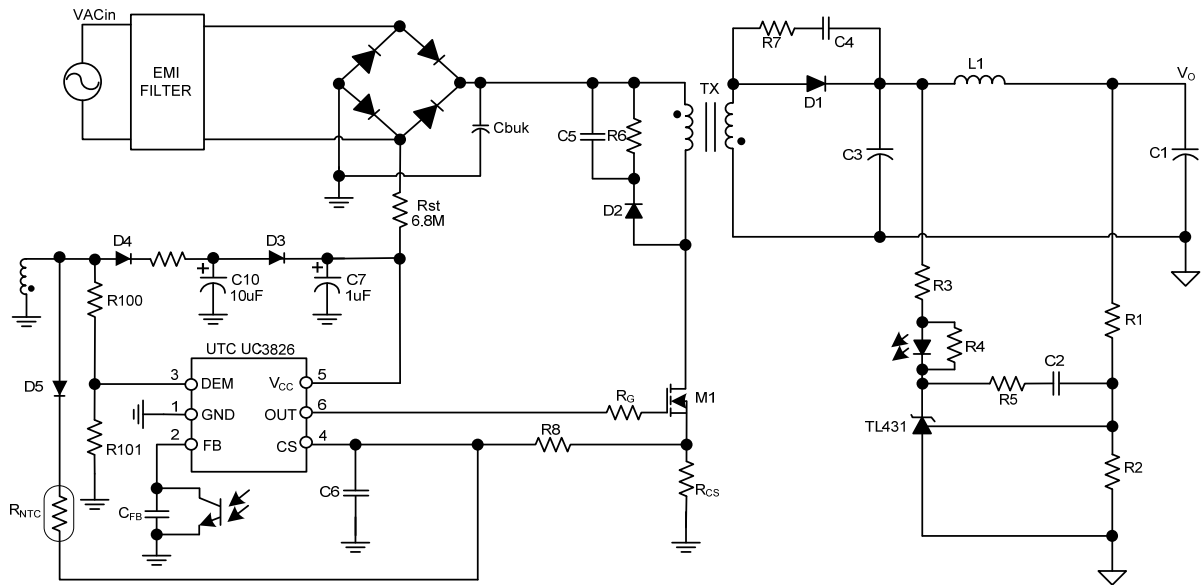 VACin
EMI
FILTER
Cbuk
C5
R6
D2
TX
R7
C4
D1
C3
L1
VO
C1
Rst
6.8M
D4
D3
C10
10uF
C7
1uF
R100
R101
D5
RNTC
UTC UC3826
3
DEM
VCC
5
1
GND
OUT
6
2
FB
CS
4
CFB
C6
R8
RG
M1
RCS
R3
R4
R5
C2
R1
TL431
R2